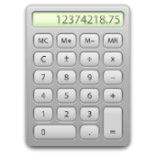 12374218.75
MC M+ M- MR
C ± ÷ ×
7 8 9 -
4 5 6 +
1 2 3 =
0 .